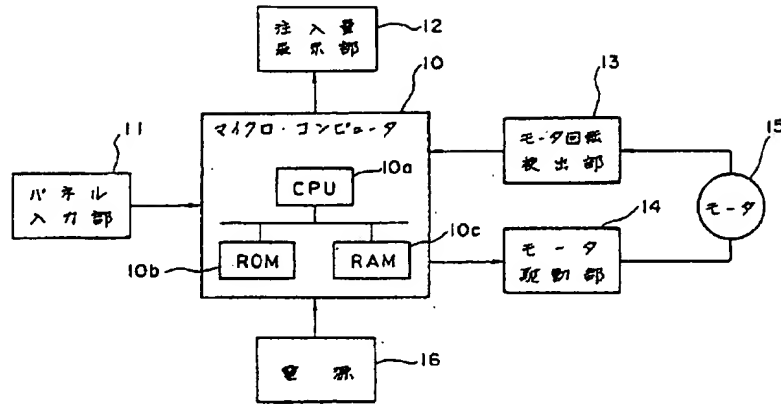 注入量
表示部
12
10
13
11
マイクロ・コンピュータ
モータ回転
検出部
15
パネル
入力部
CPU
10a
モータ
14
10b
ROM
RAM
10c
モータ
駆動部
電源
16